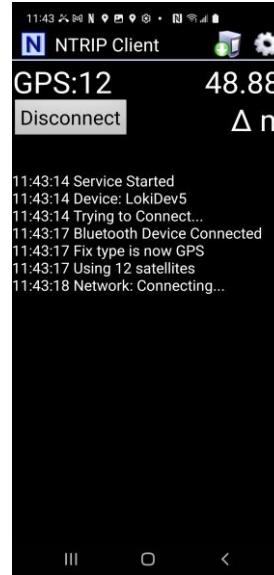 11:43
N NTRIP Client
GPS:12 48.88
Disconnect Δ n
11:43:14 Service Started
11:43:14 Device: LokiDev5
11:43:14 Trying to Connect...
11:43:17 Bluetooth Device Connected
11:43:17 Fix type is now GPS
11:43:17 Using 12 satellites
11:43:18 Network: Connecting...